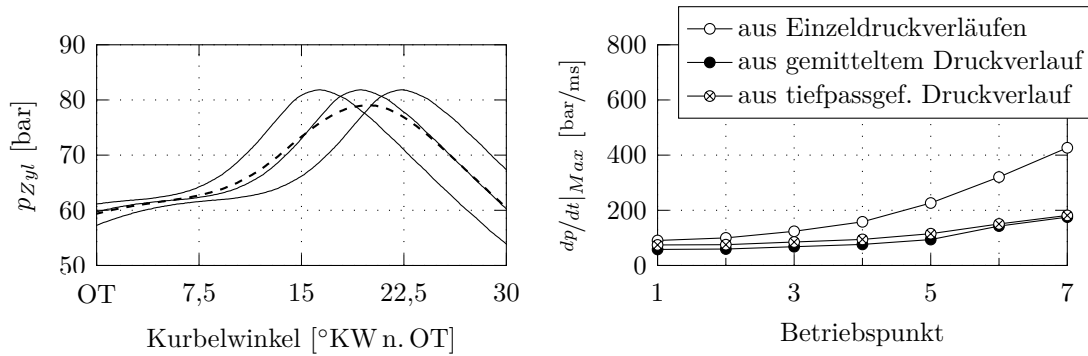 90
80
70
60
50
p_Zyl [bar]
OT
7,5
15
22,5
30
Kurbelwinkel [°KW n. OT]
aus Einzeldruckverläufen
aus gemitteltem Druckverlauf
aus tiefpassgef. Druckverlauf
800
600
400
200
0
dp/dt|Max [bar/ms]
1
3
5
7
Betriebspunkt